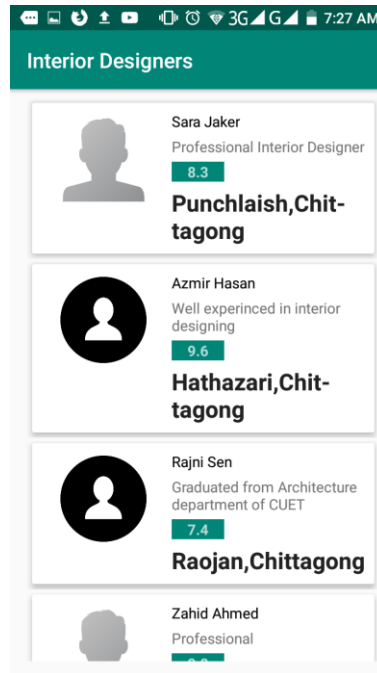 3G G 7:27 AM
Interior Designers
Sara Jaker
Professional Interior Designer
8.3
Punchlaish,Chit-
tagong
Azmir Hasan
Well experinced in interior
designing
9.6
Hathazari,Chit-
tagong
Rajni Sen
Graduated from Architecture
department of CUET
7.4
Raojan,Chittagong
Zahid Ahmed
Professional